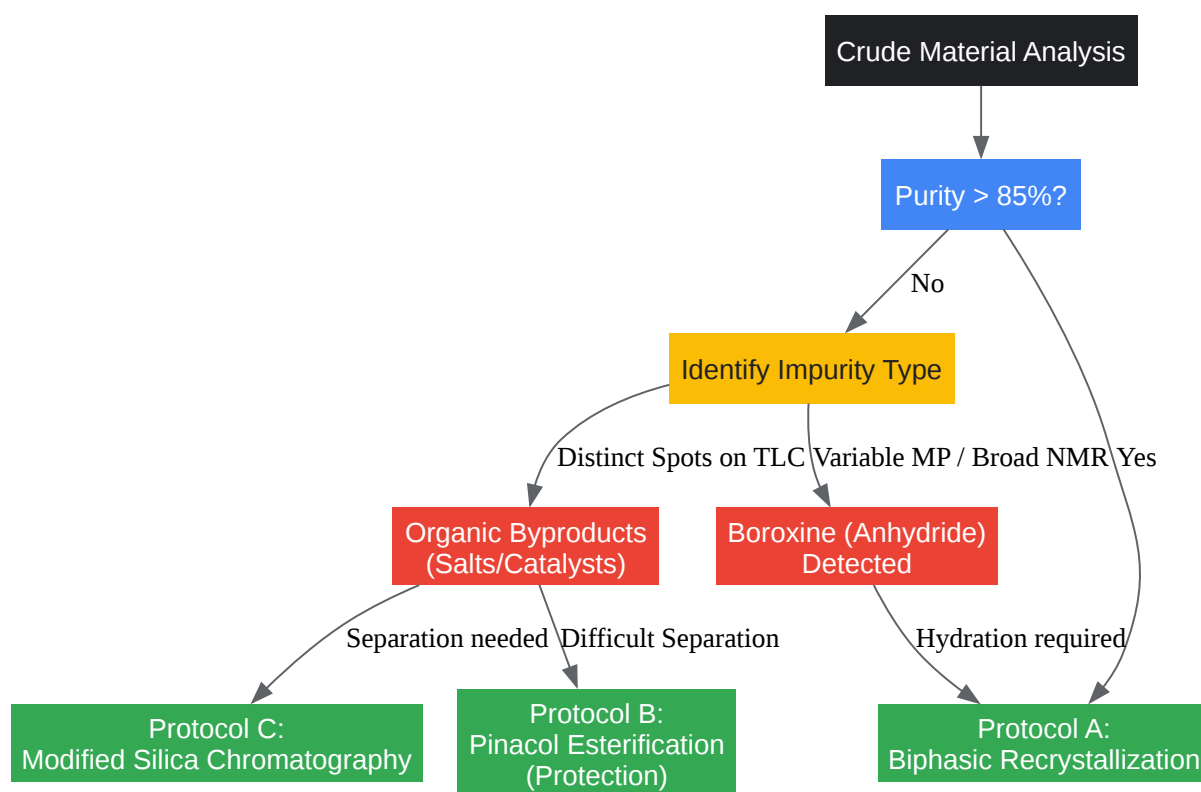 Crude Material Analysis
Purity > 85%?
No
Identify Impurity Type
Distinct Spots on TLC
Variable MP / Broad NMR
Yes
Organic Byproducts
(Salts/Catalysts)
Boroxine (Anhydride)
Detected
Separation needed
Difficult Separation
Hydration required
Protocol C:
Modified Silica Chromatography
Protocol B:
Pinacol Esterification
(Protection)
Protocol A:
Biphasic Recrystallization